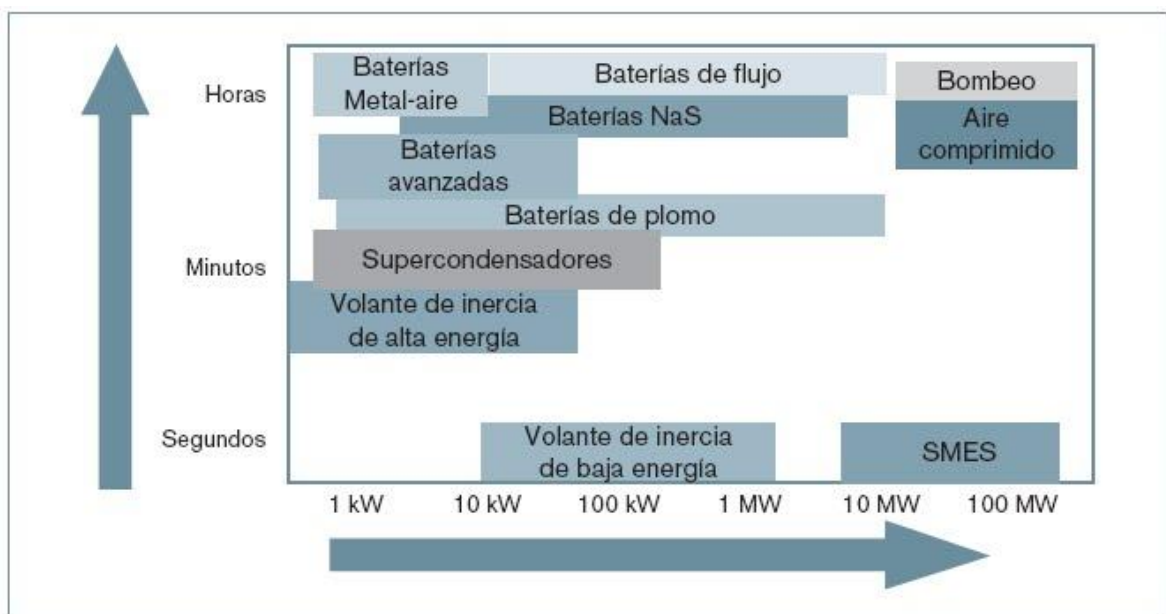 Horas
Baterías
Metal-aire
Baterías de flujo
Bombeo
Baterías NaS
Aire
comprimido
Baterías
avanzadas
Baterías de plomo
Minutos
Supercondensadores
Volante de inercia
de alta energía
Segundos
Volante de inercia
de baja energía
SMES
1 kW
10 kW
100 kW
1 MW
10 MW
100 MW